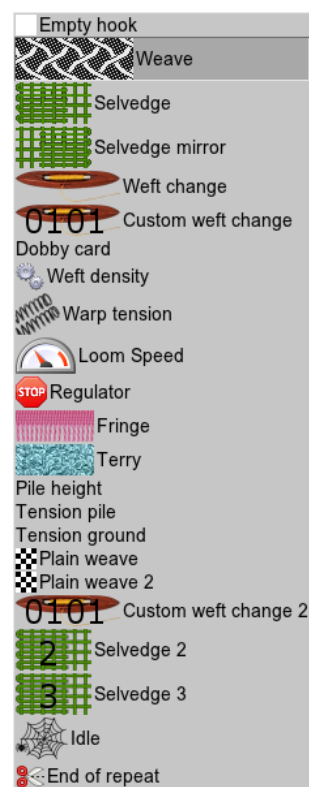 Empty hook
Weave
Selvedge
Selvedge mirror
Weft change
0101 Custom weft change
Dobby card
Weft density
Warp tension
Loom Speed
STOP Regulator
Fringe
Terry
Pile height
Tension pile
Tension ground
Plain weave
Plain weave 2
0101 Custom weft change 2
2 Selvedge 2
3 Selvedge 3
Idle
End of repeat